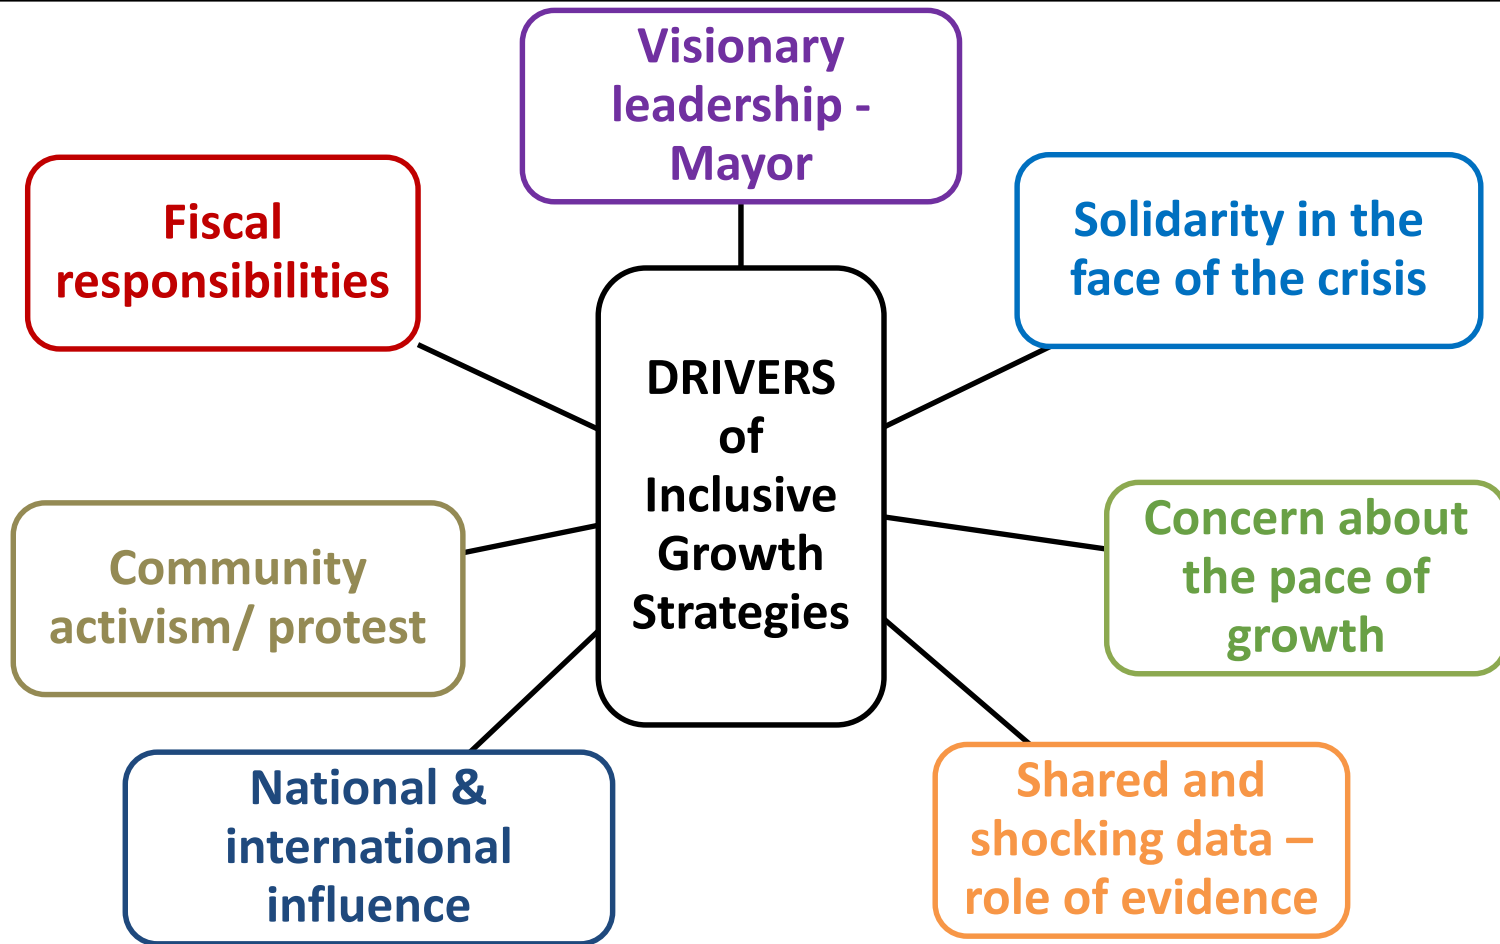 Visionary
leadership -
Mayor
Fiscal
responsibilities
Solidarity in the
face of the crisis
DRIVERS
of
Inclusive
Growth
Strategies
Community
activism/ protest
Concern about
the pace of
growth
National &
international
influence
Shared and
shocking data –
role of evidence